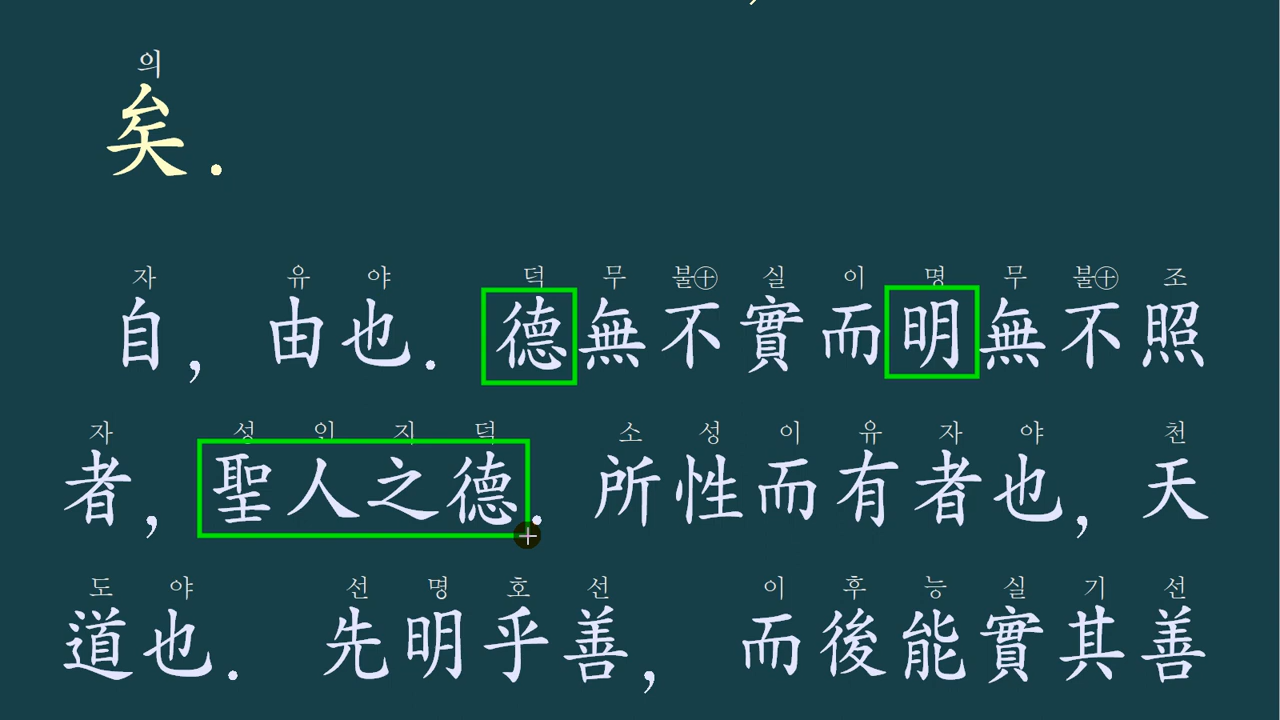 의
矣.
자 유 야 덕 무 불㊉ 실 이 명 무 불㊉ 조
自, 由也. 德無不實而明無不照
자 성 인 지 덕 소 성 이 유 자 야 천
者, 聖人之德. 所性而有者也, 天
도 야 선 명 호 선 이 후 능 실 기 선
道也. 先明乎善, 而後能實其善